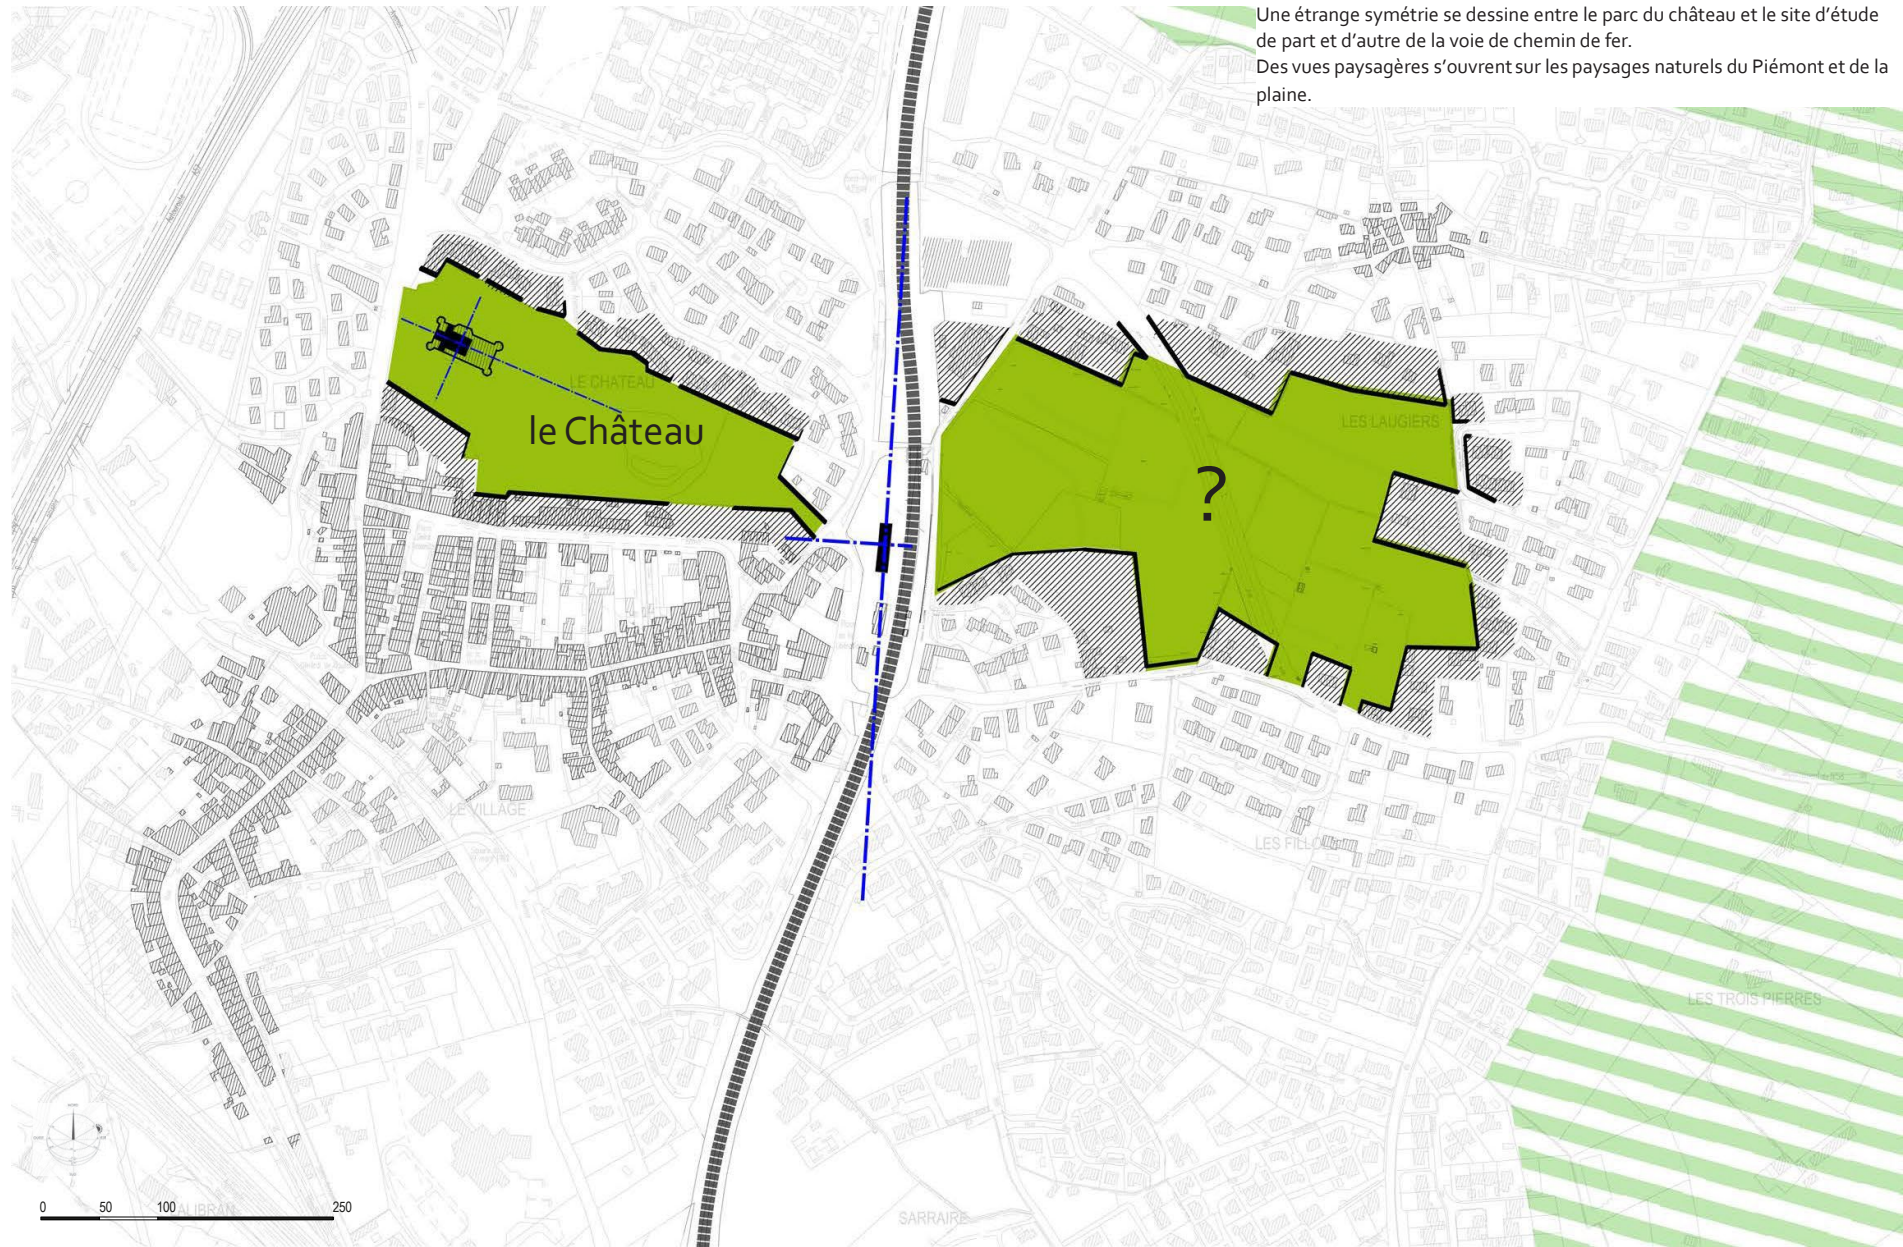 Une étrange symétrie se dessine entre le parc du château et le site d’étude
de part et d’autre de la voie de chemin de fer.
Des vues paysagères s’ouvrent sur les paysages naturels du Piémont et de la
plaine.
LE CHATEAU
le Château
LES LAUGIERS
?
LE VILLAGE
LES TROIS PIERRES
0 50 100 250
SARRAIRE